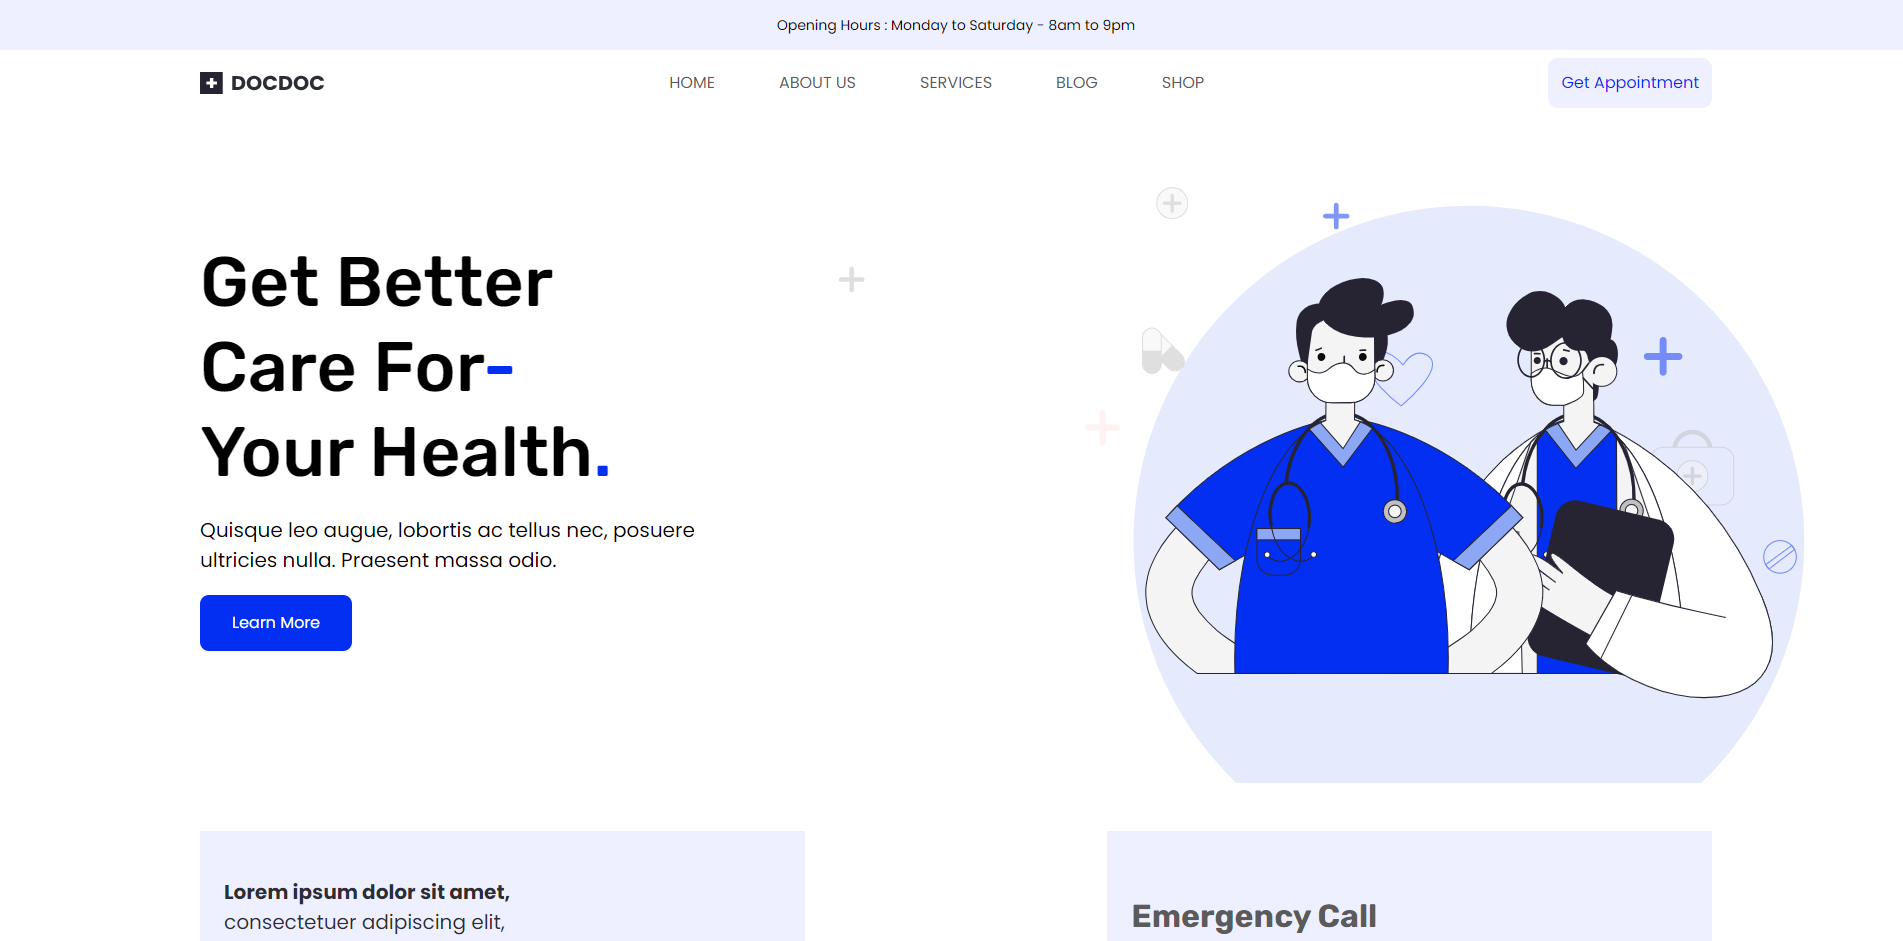 Opening Hours : Monday to Saturday - 8am to 9pm
DOCDOC
HOME
ABOUT US
SERVICES
BLOG
SHOP
Get Appointment
Get Better
Care For-
Your Health.
Quisque leo augue, lobortis ac tellus nec, posuere
ultricies nulla. Praesent massa odio.
Learn More
Lorem ipsum dolor sit amet,
consectetuer adipiscing elit,
Emergency Call